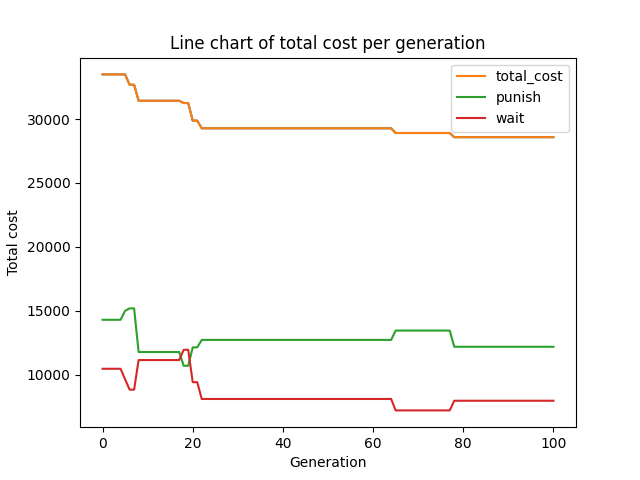 Line chart of total cost per generation
total_cost
punish
wait
30000
25000
20000
15000
10000
Total cost
0 20 40 60 80 100
Generation